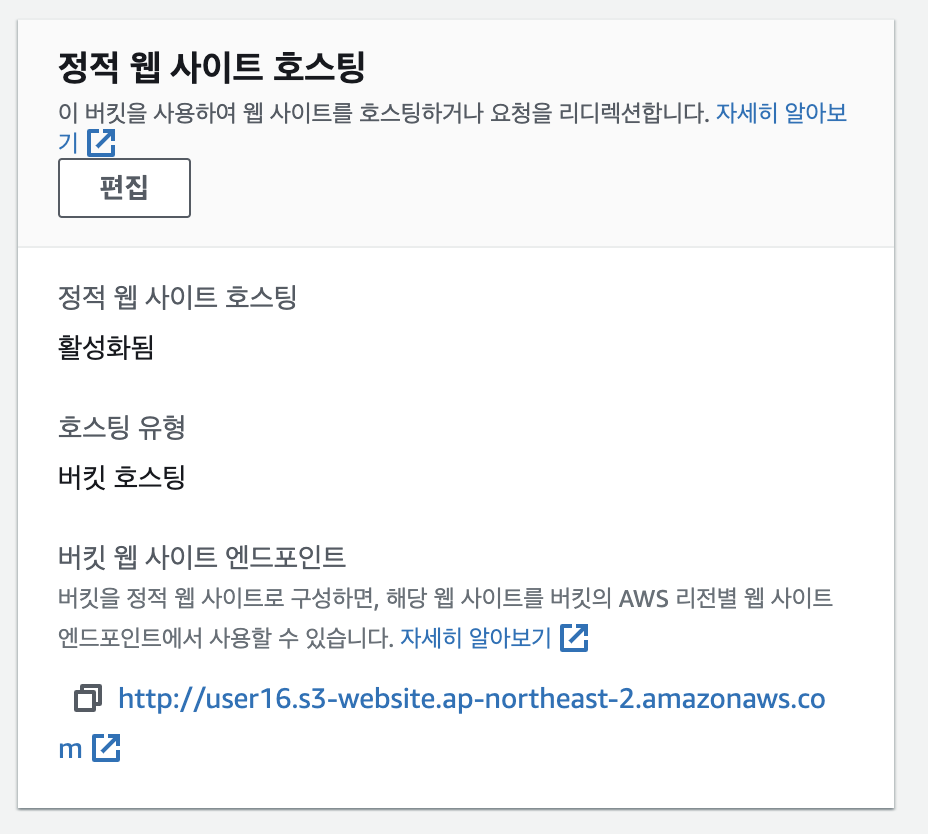 정적 웹 사이트 호스팅
이 버킷을 사용하여 웹 사이트를 호스팅하거나 요청을 리디렉션합니다. 자세히 알아보
기
편집
정적 웹 사이트 호스팅
활성화됨
호스팅 유형
버킷 호스팅
버킷 웹 사이트 엔드포인트
버킷을 정적 웹 사이트로 구성하면, 해당 웹 사이트를 버킷의 AWS 리전별 웹 사이트
엔드포인트에서 사용할 수 있습니다. 자세히 알아보기
http://user16.s3-website.ap-northeast-2.amazonaws.co
m